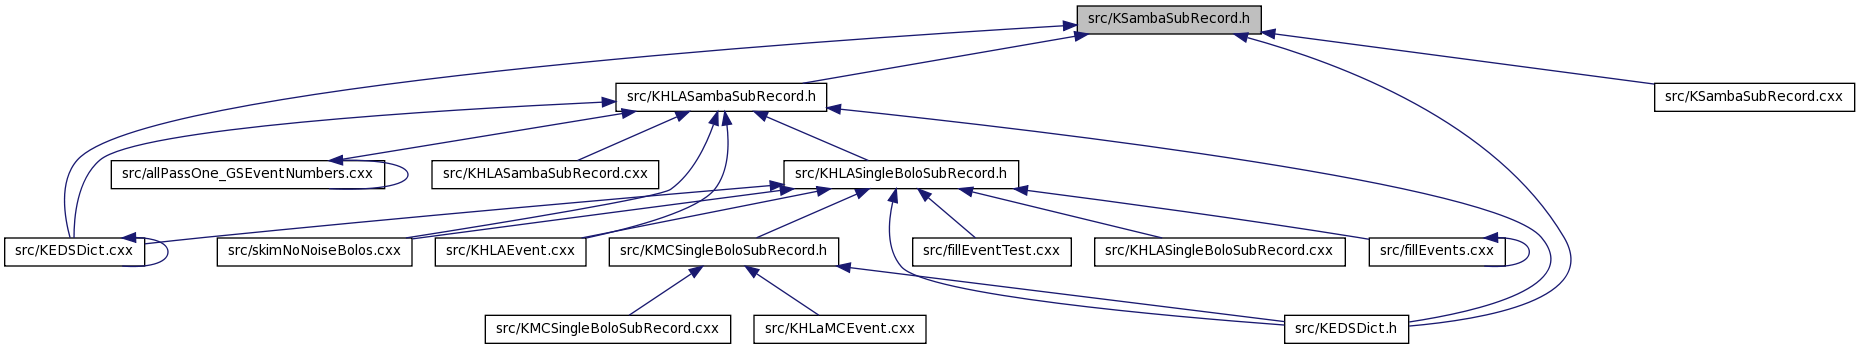 src/KSambaSubRecord.h
src/KHLASambaSubRecord.h
src/KSambaSubRecord.cxx
src/allPassOne_GSEventNumbers.cxx
src/KHLASambaSubRecord.cxx
src/KHLASingleBoloSubRecord.h
src/KEDSDict.cxx
src/skimNoNoiseBolos.cxx
src/KHLAEvent.cxx
src/KMCSingleBoloSubRecord.h
src/fillEventTest.cxx
src/KHLASingleBoloSubRecord.cxx
src/fillEvents.cxx
src/KMCSingleBoloSubRecord.cxx
src/KHLaMCEvent.cxx
src/KEDSDict.h